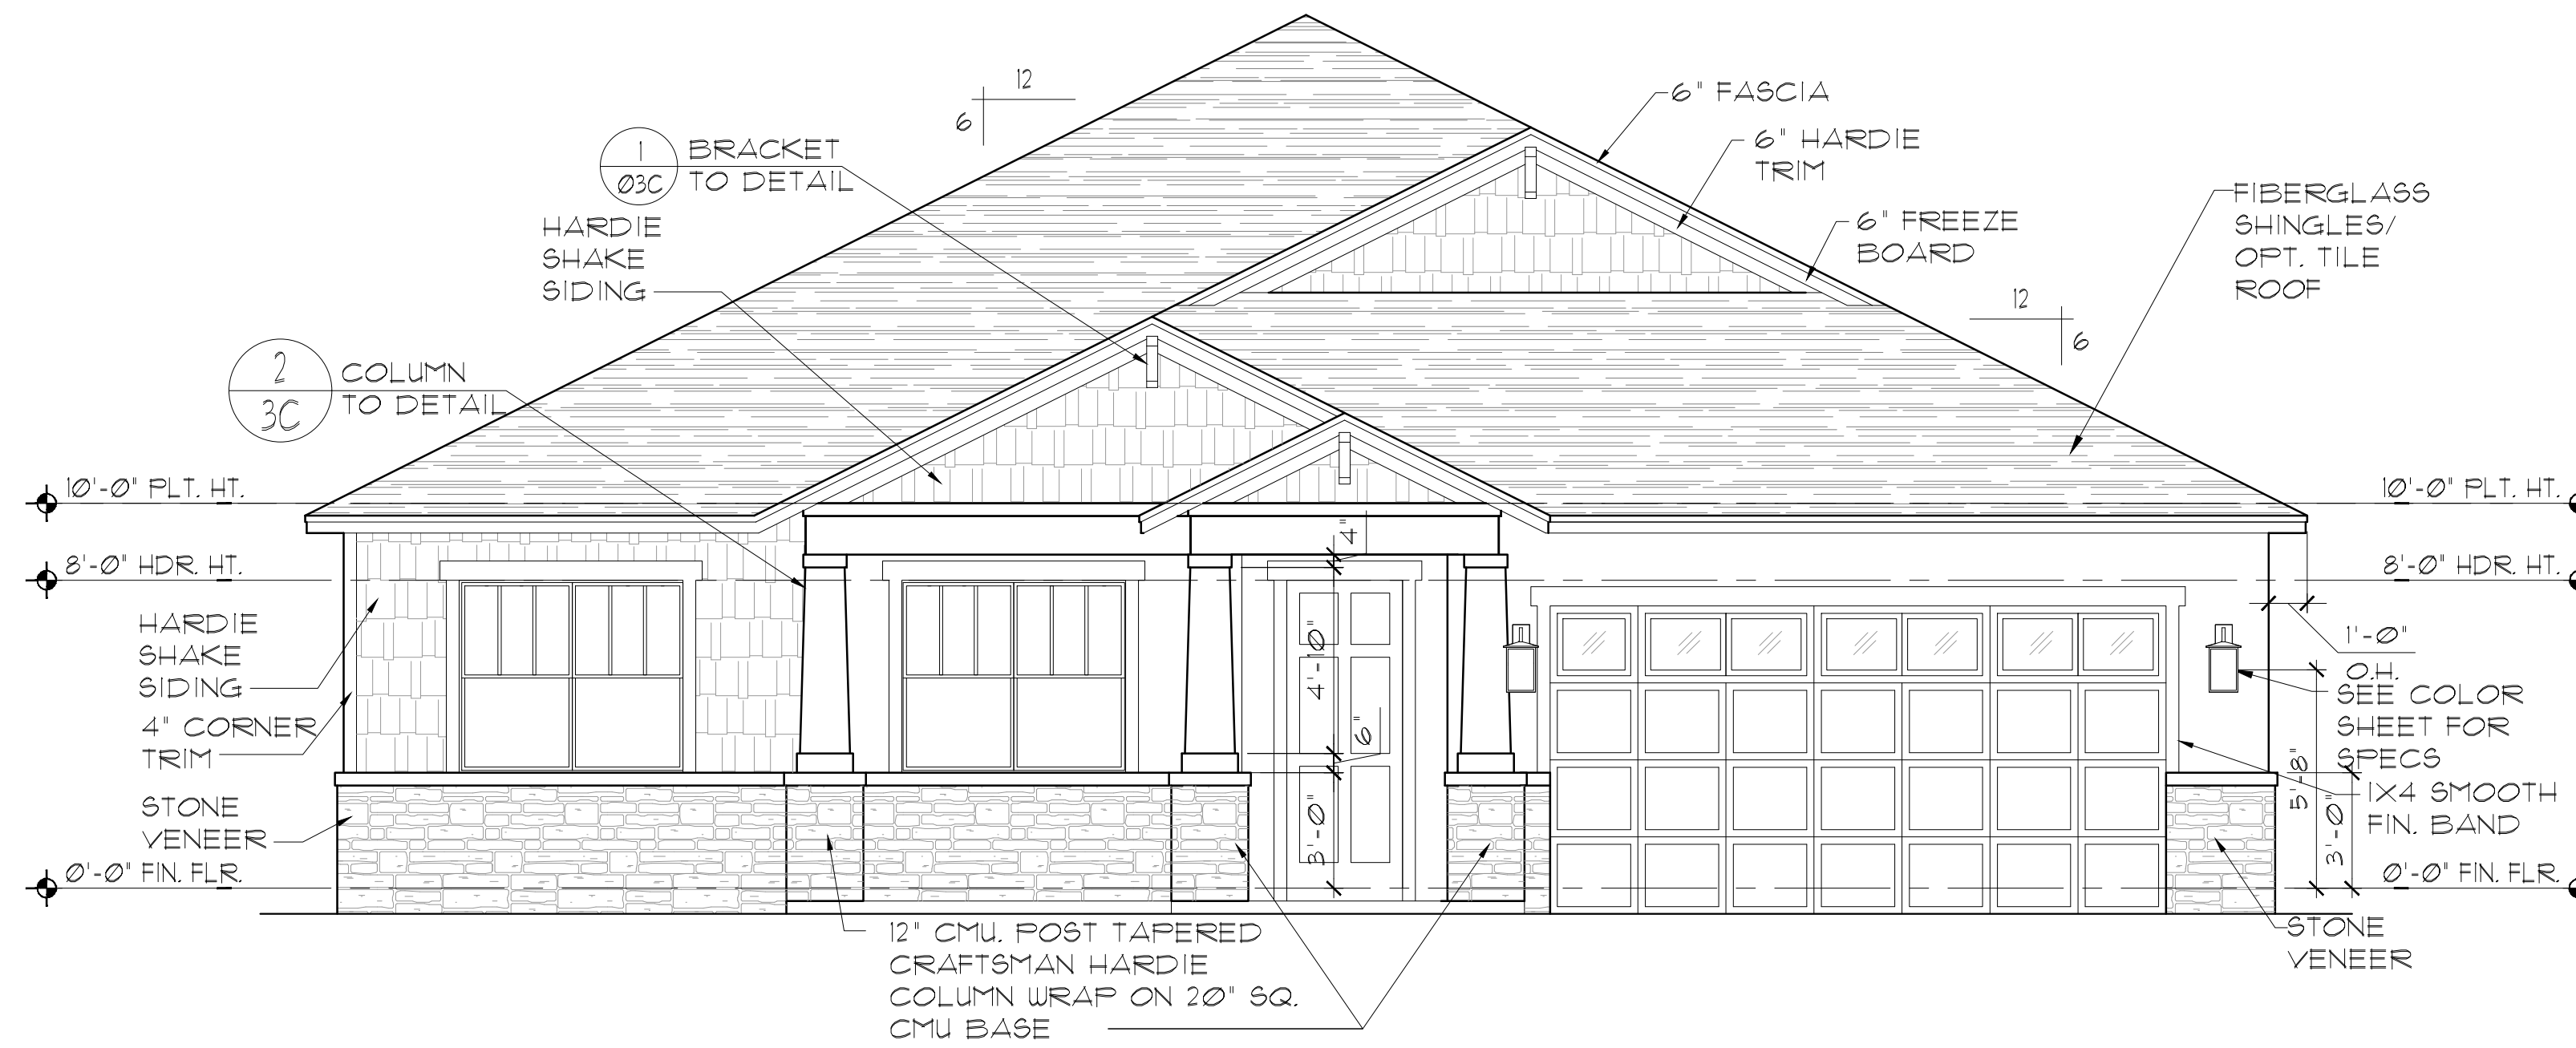 12
6
6" FASCIA
6" HARDIE
TRIM
1
Ø3C
BRACKET
TO DETAIL
HARDIE
SHAKE
SIDING
6" FREEZE
BOARD
FIBERGLASS
SHINGLES/
OPT. TILE
ROOF
12
6
2
3C
COLUMN
TO DETAIL
10'-0" PLT. HT.
10'-0" PLT. HT.
4"
8'-0" HDR. HT.
8'-0" HDR. HT.
HARDIE
SHAKE
SIDING
4" CORNER
TRIM
4'-10"
6"
1'-0"
O.H.
SEE COLOR
SHEET FOR
SPECS
5'-8"
1X4 SMOOTH
FIN. BAND
STONE
VENEER
3'-0"
3'-0"
0'-0" FIN. FLR.
0'-0" FIN. FLR.
12" CMU. POST TAPERED
CRAFTSMAN HARDIE
COLUMN WRAP ON 20" SQ.
CMU BASE
STONE
VENEER